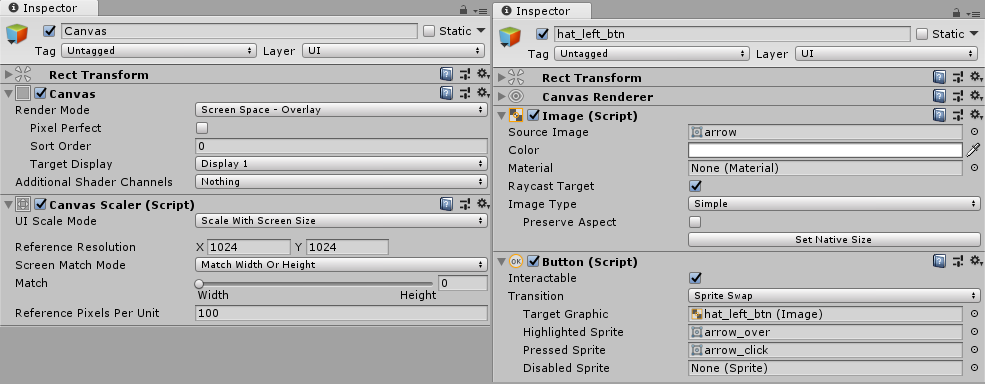 Inspector
Canvas
Static
Tag Untagged Layer UI
Rect Transform
Canvas
Render Mode Screen Space - Overlay
Pixel Perfect
Sort Order 0
Target Display Display 1
Additional Shader Channels Nothing
Canvas Scaler (Script)
UI Scale Mode Scale With Screen Size
Reference Resolution X 1024 Y 1024
Screen Match Mode Match Width Or Height
Match 0
Width Height
Reference Pixels Per Unit 100
Inspector
hat_left_btn
Static
Tag Untagged Layer UI
Rect Transform
Canvas Renderer
Image (Script)
Source Image arrow
Color
Material None (Material)
Raycast Target
Image Type Simple
Preserve Aspect
Set Native Size
OK Button (Script)
Interactable
Transition Sprite Swap
Target Graphic hat_left_btn (Image)
Highlighted Sprite arrow_over
Pressed Sprite arrow_click
Disabled Sprite None (Sprite)